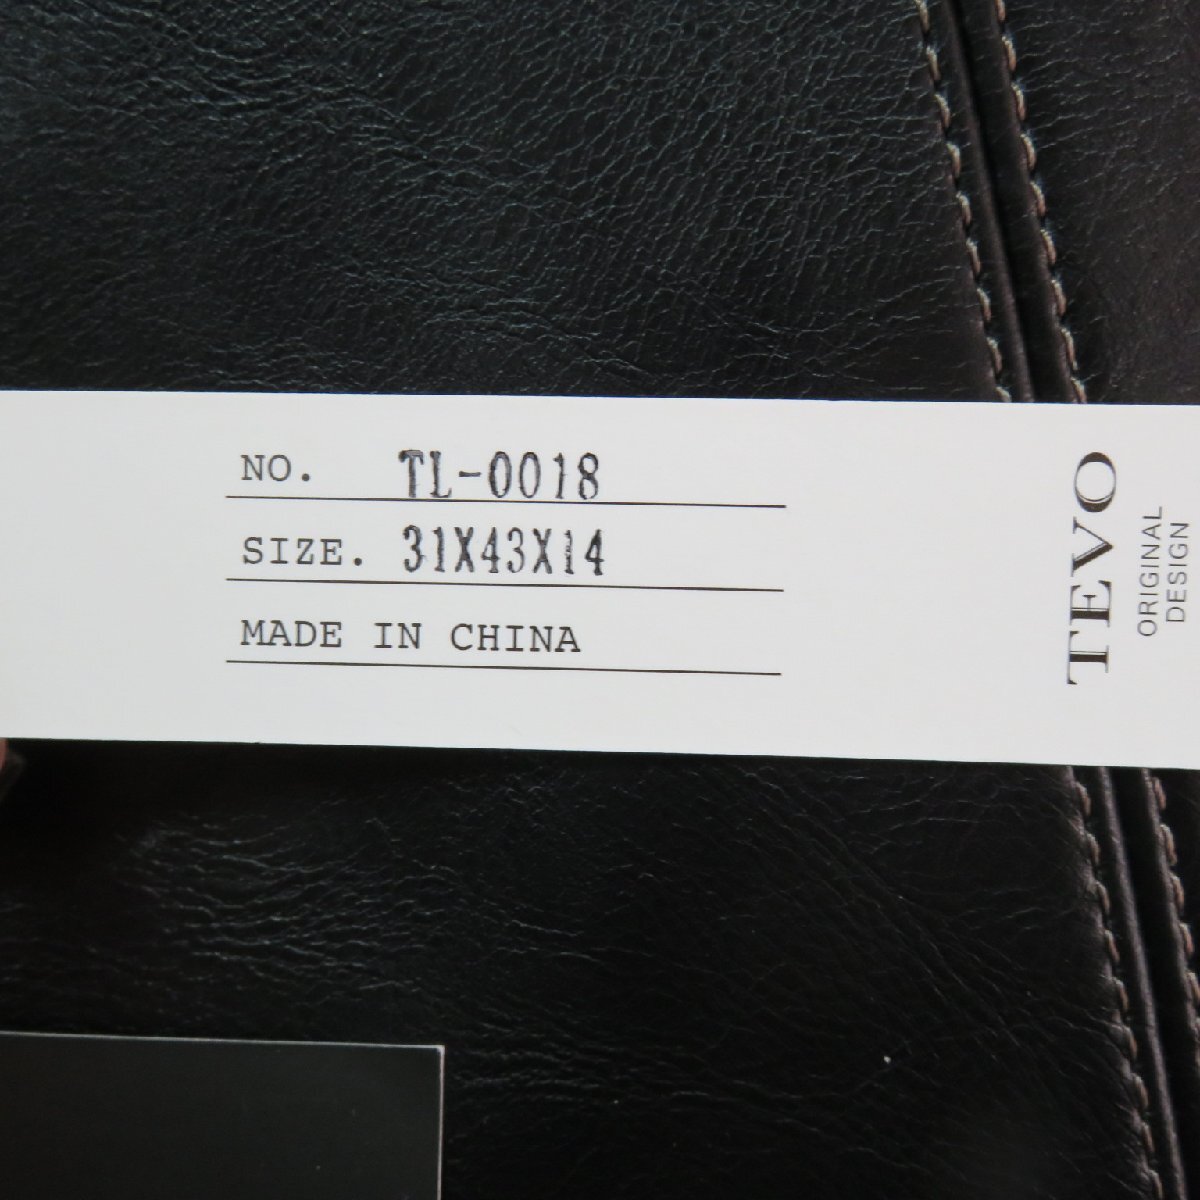 NO. TL-0018
SIZE. 31X43X14
MADE IN CHINA
TEVO
ORIGINAL
DESIGN